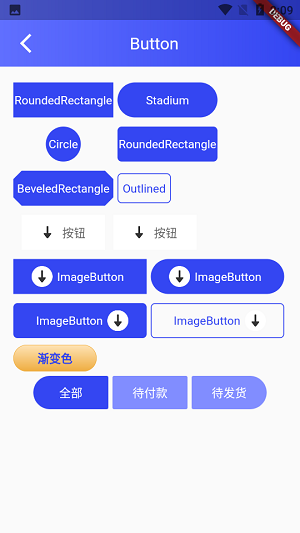 :09
DEBUG
Button
RoundedRectangle Stadium
Circle RoundedRectangle
BeveledRectangle Outlined
按钮 按钮
ImageButton ImageButton
ImageButton ImageButton
渐变色
全部 待付款 待发货